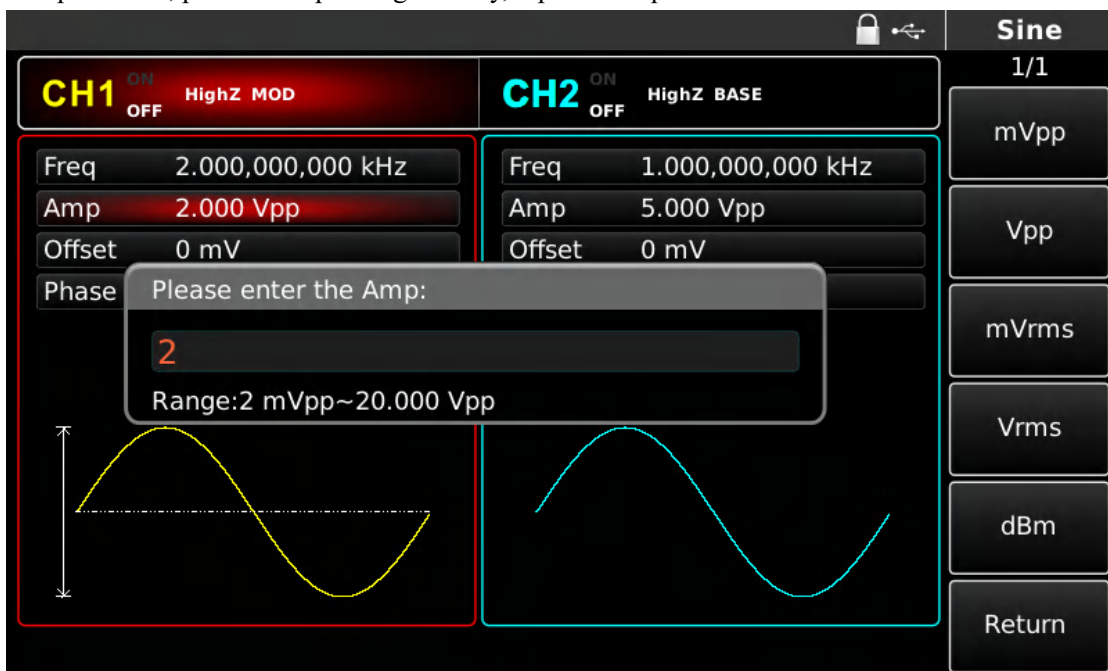 Sine
1/1
CH1 ON OFF HighZ MOD
CH2 ON OFF HighZ BASE
Freq 2.000,000,000 kHz
Amp 2.000 Vpp
Offset 0 mV
Phase
Freq 1.000,000,000 kHz
Amp 5.000 Vpp
Offset 0 mV
Please enter the Amp:
2
Range:2 mVpp~20.000 Vpp
mVpp
Vpp
mVrms
Vrms
dBm
Return